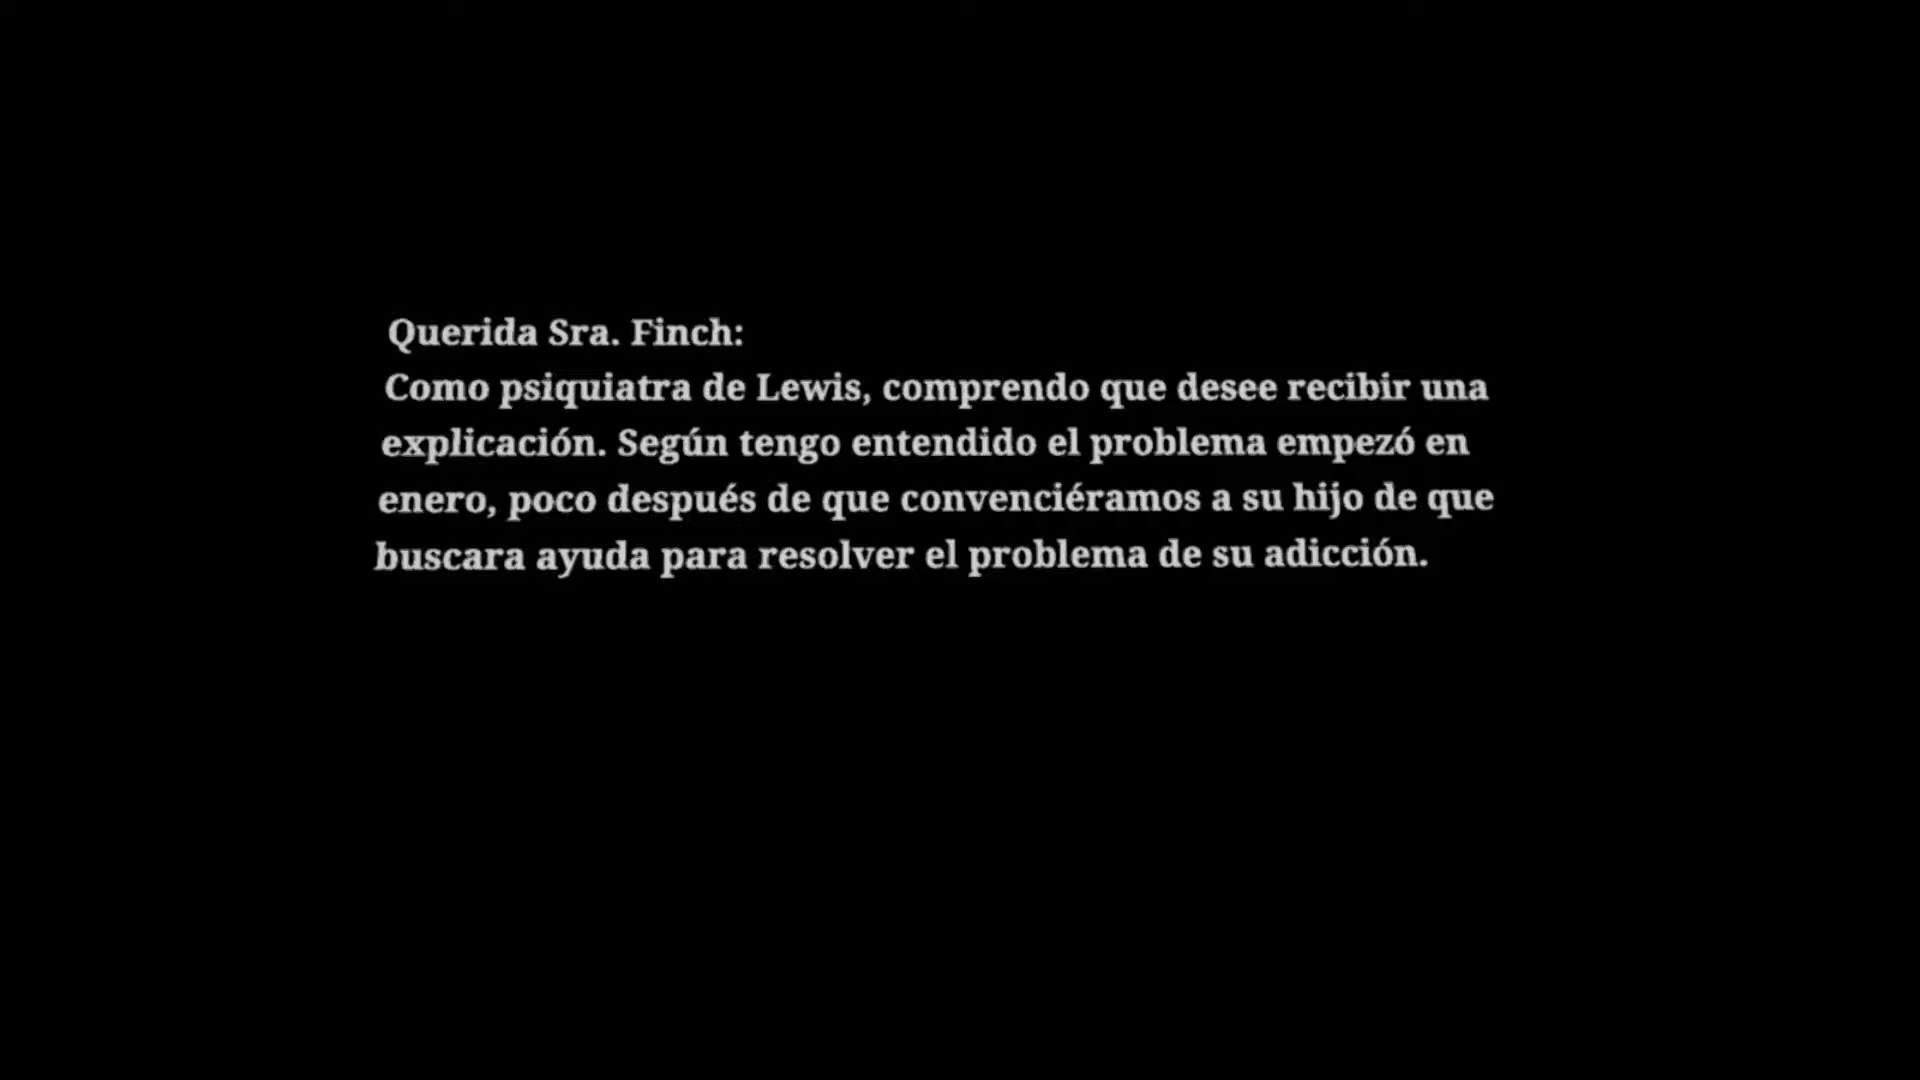 Querida Sra. Finch:
Como psiquiatra de Lewis, comprendo que desee recibir una
explicación. Según tengo entendido el problema empezó en
enero, poco después de que convenciéramos a su hijo de que
buscara ayuda para resolver el problema de su adicción.